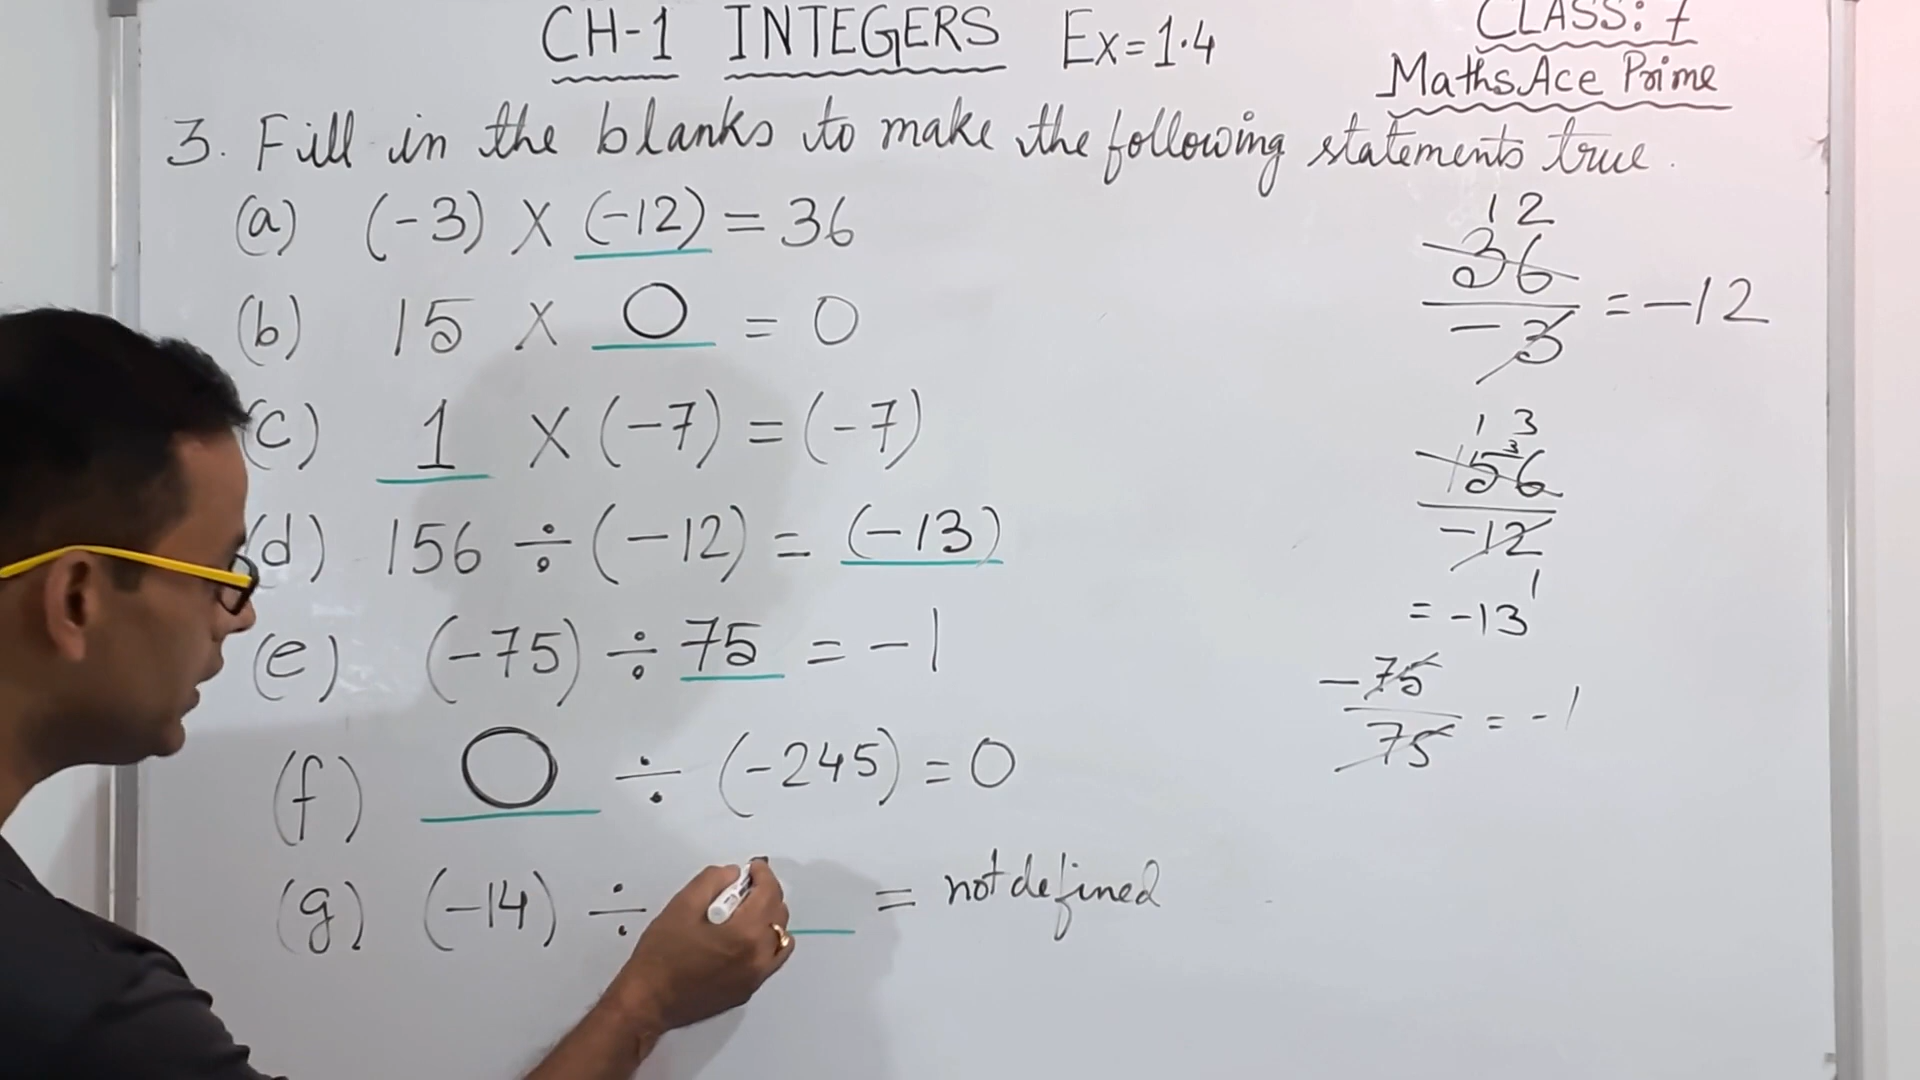 CH-1 INTEGERS Ex=1.4
CLASS: 7
Maths Ace Prime
3. Fill in the blanks to make the following statements true.
(a) (-3) X (-12) = 36
(b) 15 X 0 = 0
(c) 1 X (-7) = (-7)
(d) 156 ÷ (-12) = (-13)
(e) (-75) ÷ 75 = -1
(f) 0 ÷ (-245) = 0
(g) (-14) ÷ = not defined
12
36
-3
= -12
13
3
156
-12
1
= -13
-75
75
= -1